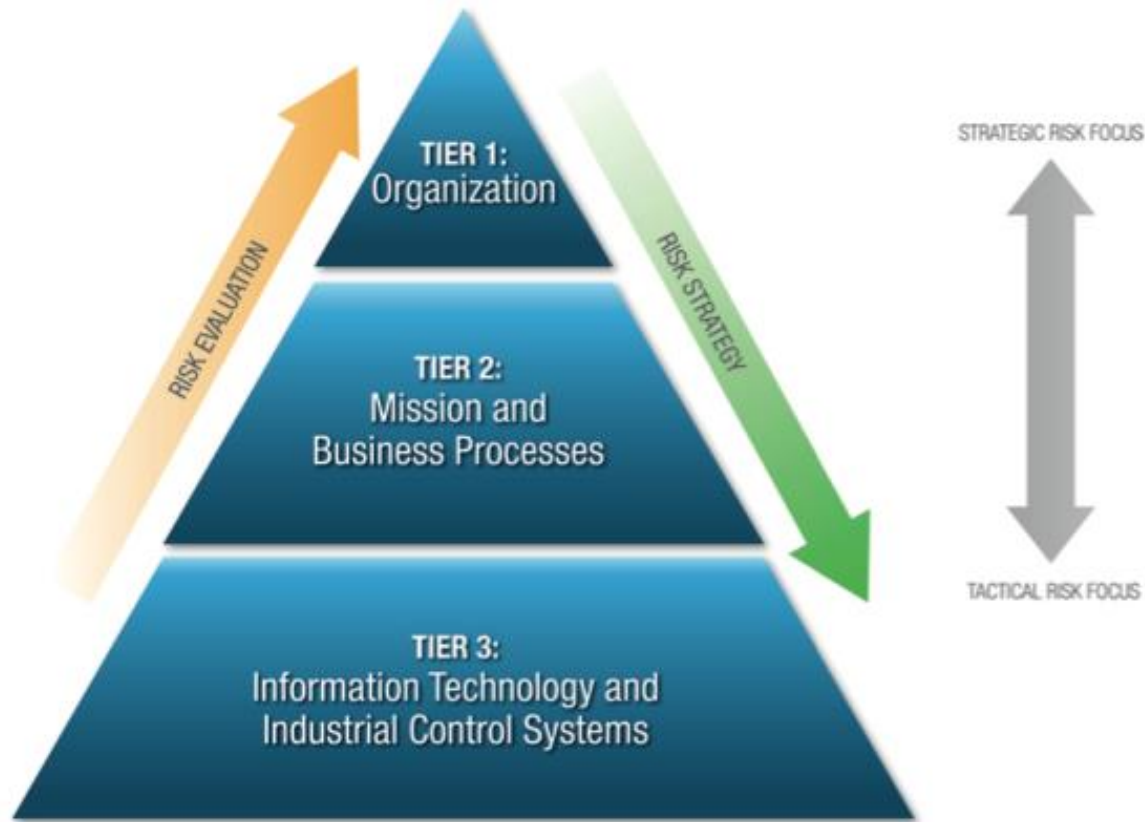 TIER 1:
Organization
RISK EVALUATION
RISK STRATEGY
STRATEGIC RISK FOCUS
TIER 2:
Mission and
Business Processes
TACTICAL RISK FOCUS
TIER 3:
Information Technology and
Industrial Control Systems